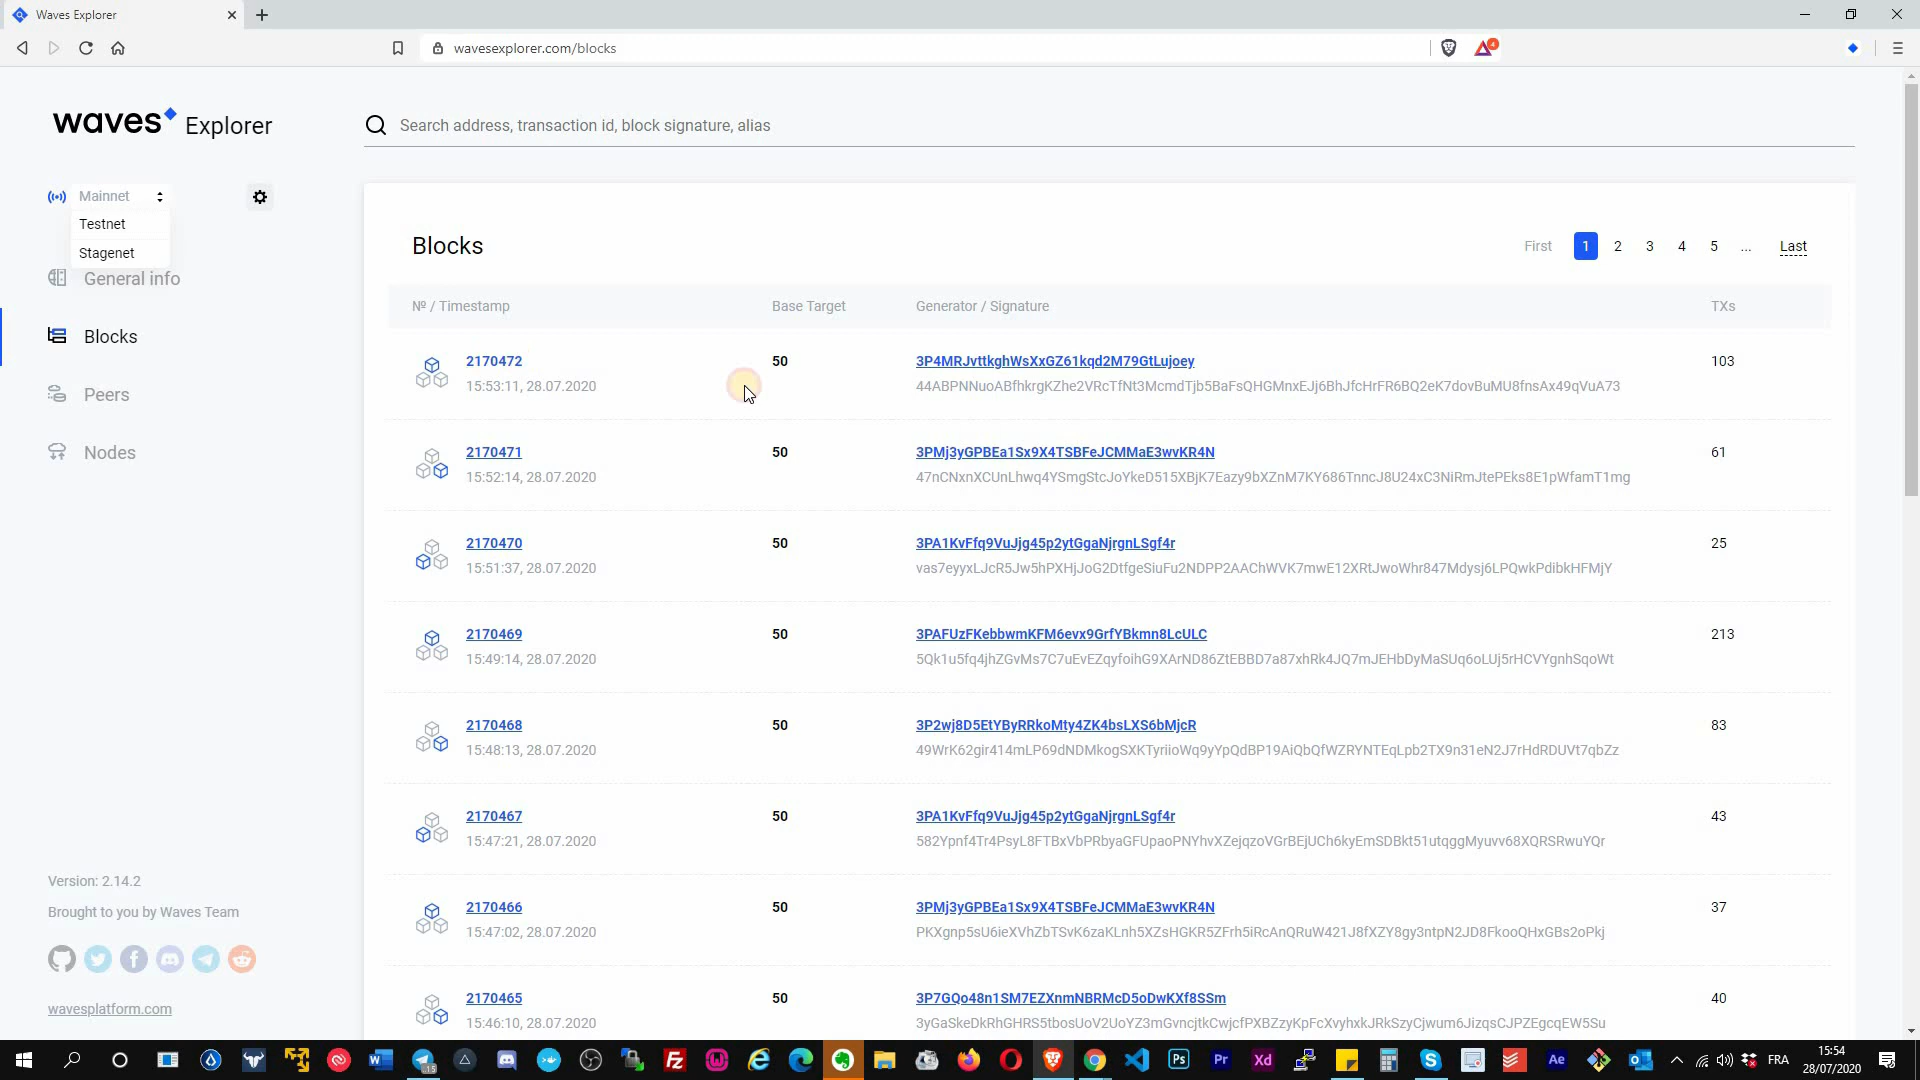 Waves Explorer
wavesexplorer.com/blocks
4
waves Explorer
Search address, transaction id, block signature, alias
Mainnet
Testnet
Stagenet
General info
Blocks
Peers
Nodes
Blocks
First 1 2 3 4 5 ... Last
Nº / Timestamp Base Target Generator / Signature TXs
2170472 50 3P4MRJvttkghWsXxGZ61kqd2M79GtLujoey 103
15:53:11, 28.07.2020 44ABPNNuoABfhkrgKZhe2VRcTfNt3McmdTjb5BaFsQHGMnxEJj6BhJfcHrFR6BQ2eK7dovBuMU8fnsAx49qVuA73
2170471 50 3PMj3yGPBEa1Sx9X4TSBFeJCMMaE3wvKR4N 61
15:52:14, 28.07.2020 47nCNxnXCUnLhwq4YSmgStcJoYkeD515XBjK7Eazy9bXZnM7KY686TnncJ8U24xC3NiRmJtePEks8E1pWfamT1mg
2170470 50 3PA1KvFfq9VuJjg45p2ytGgaNjrgnLSgf4r 25
15:51:37, 28.07.2020 vas7eyyxLJcR5Jw5hPXHjJoG2DtfgeSiuFu2NDPP2AAChWVK7mwE12XRtJwoWhr847Mdysj6LPQwkPdibkHFMjY
2170469 50 3PAFUzFKebbwmKFM6evx9GrfYBkmn8LcULC 213
15:49:14, 28.07.2020 5Qk1u5fq4jhZGvMs7C7uEvEZqyfoihG9XArND86ZtEBBD7a87xhRk4JQ7mJEHbDyMaSUq6oLUj5rHCVYgnhSqoWt
2170468 50 3P2wj8D5EtYByRRkoMty4ZK4bsLXS6bMjcR 83
15:48:13, 28.07.2020 49WrK62gir414mLP69dNDMkogSXKTyriioWq9yYpQdBP19AiQbQfWZRYNTEqLpb2TX9n31eN2J7rHdRDUVt7qbZz
2170467 50 3PA1KvFfq9VuJjg45p2ytGgaNjrgnLSgf4r 43
15:47:21, 28.07.2020 582Ypnf4Tr4PsyL8FTBxVbPRbyaGFUpaoPNYhvXZejqzoVGrBEjUCh6kyEmSDBkt51utqggMyuvv68XQRSRwuYQr
2170466 50 3PMj3yGPBEa1Sx9X4TSBFeJCMMaE3wvKR4N 37
15:47:02, 28.07.2020 PKXgnp5sU6ieXVhZbTSvK6zaKLnh5XZsHGKR5ZFrh5iRcAnQRuW421J8fXZY8gy3ntpN2JD8FkooQHxGBs2oPkj
2170465 50 3P7GQo48n1SM7EZXnmNBRMcD5oDwKXf8SSm 40
15:46:10, 28.07.2020 3yGaSkeDkRhGHRS5tbosUoV2UoYZ3mGvncjtkCwjcfPXBZzyKpFcXvyhxkJRkSzyCjwum6JizqsCJPZEgcqEW5Su
Version: 2.14.2
Brought to you by Waves Team
wavesplatform.com
FRA
15:54
28/07/2020